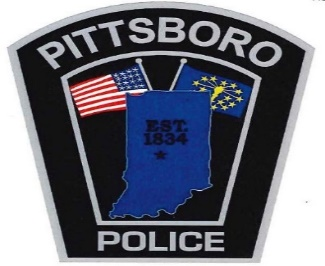 PITTSBORO
EST.
1834
POLICE